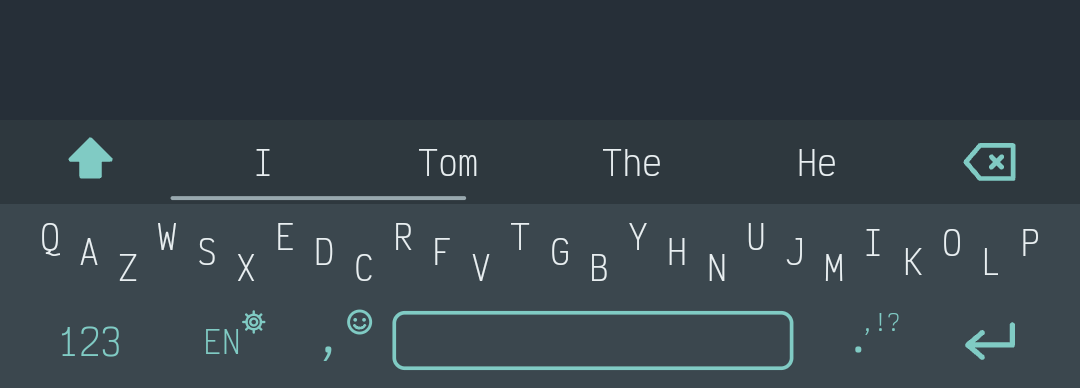 I Tom The He
Q A Z W S X E D C R F V T G B Y H N U J M I K O L P
123 EN , . ,!?